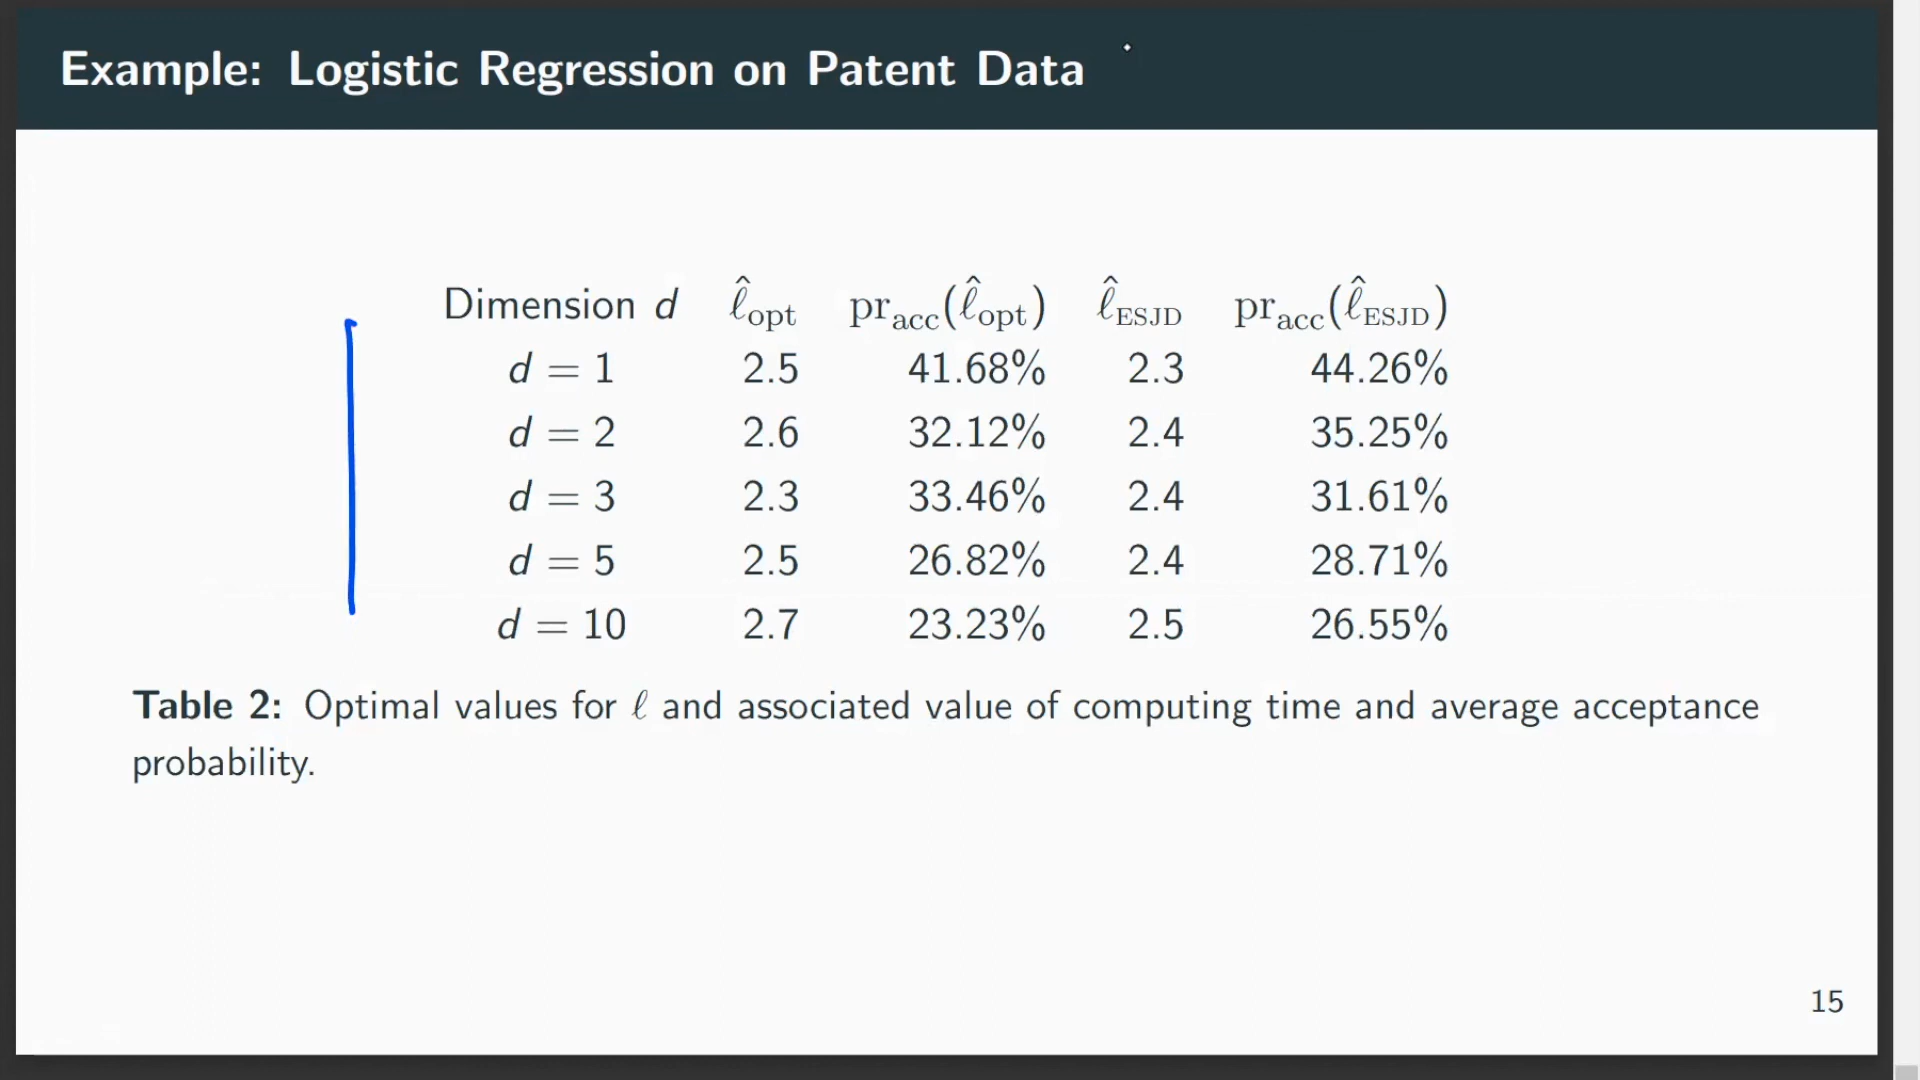 Example: Logistic Regression on Patent Data
Dimension d ℓ̂opt pracc(ℓ̂opt) ℓ̂ESJD pracc(ℓ̂ESJD)
d = 1 2.5 41.68% 2.3 44.26%
d = 2 2.6 32.12% 2.4 35.25%
d = 3 2.3 33.46% 2.4 31.61%
d = 5 2.5 26.82% 2.4 28.71%
d = 10 2.7 23.23% 2.5 26.55%
Table 2: Optimal values for ℓ and associated value of computing time and average acceptance
probability.
15